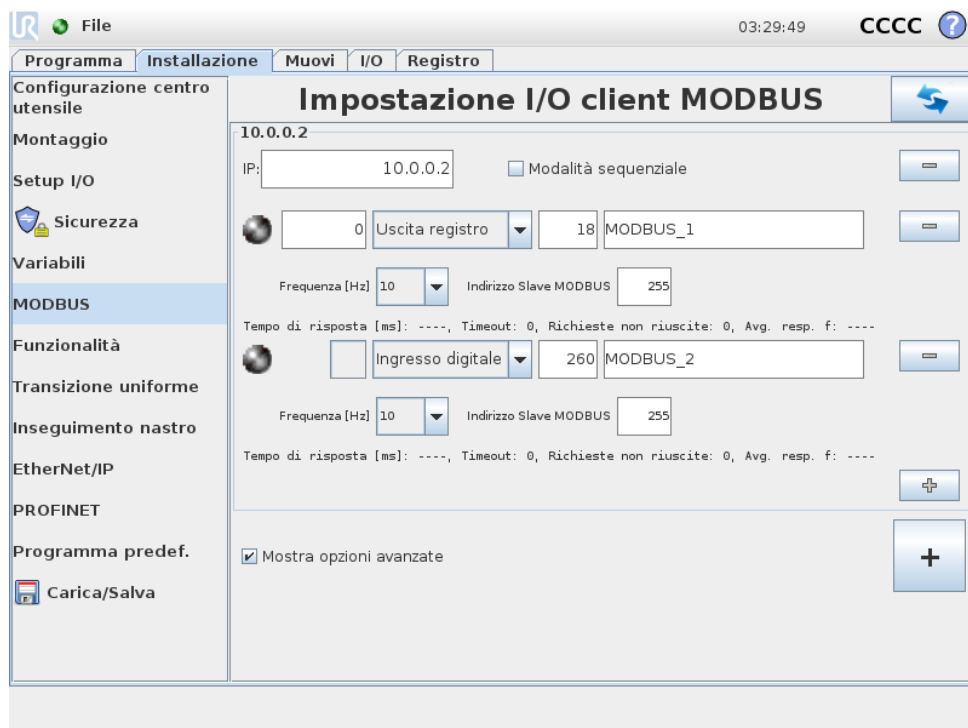 UR File 03:29:49 CCCC ?
Programma Installazione Muovi I/O Registro
Configurazione centro
utensile
Montaggio
Setup I/O
Sicurezza
Variabili
MODBUS
Funzionalità
Transizione uniforme
Inseguimento nastro
EtherNet/IP
PROFINET
Programma predef.
Carica/Salva
Impostazione I/O client MODBUS
10.0.0.2
IP: 10.0.0.2 Modalità sequenziale
0 Uscita registro 18 MODBUS_1
Frequenza [Hz] 10 Indirizzo Slave MODBUS 255
Tempo di risposta [ms]: ----, Timeout: 0, Richieste non riuscite: 0, Avg. resp. f: ----
Ingresso digitale 260 MODBUS_2
Frequenza [Hz] 10 Indirizzo Slave MODBUS 255
Tempo di risposta [ms]: ----, Timeout: 0, Richieste non riuscite: 0, Avg. resp. f: ----
Mostra opzioni avanzate